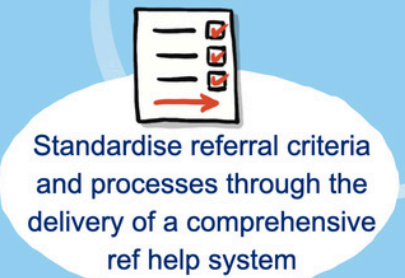 Standardise referral criteria
and processes through the
delivery of a comprehensive
ref help system